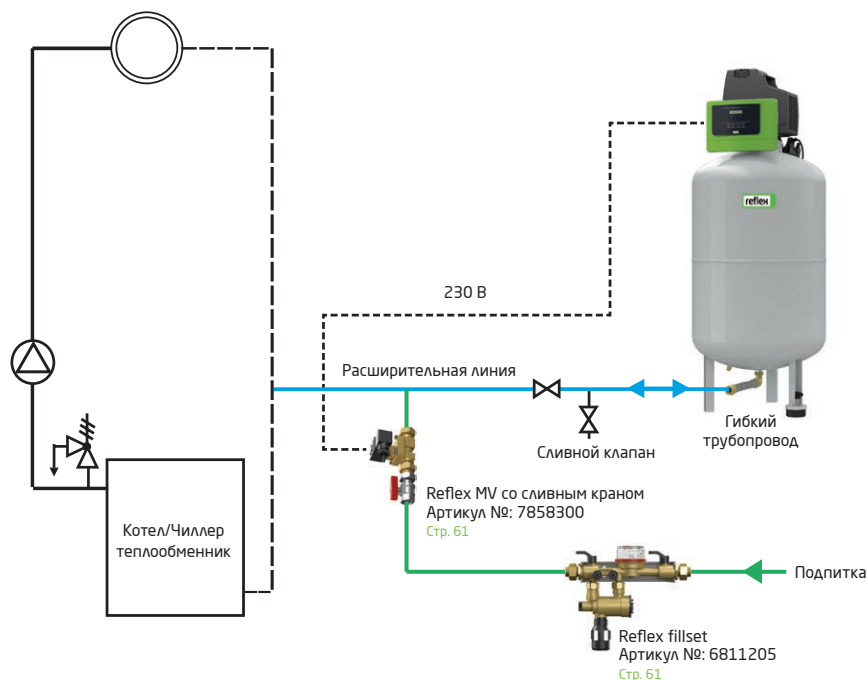 reflex
230 В
Расширительная линия
Гибкий
трубопровод
Сливной клапан
Reflex MV со сливным краном
Артикул №: 7858300
Стр. 61
Котел/Чиллер
теплообменник
Подпитка
Reflex fillset
Артикул №: 6811205
Стр. 61